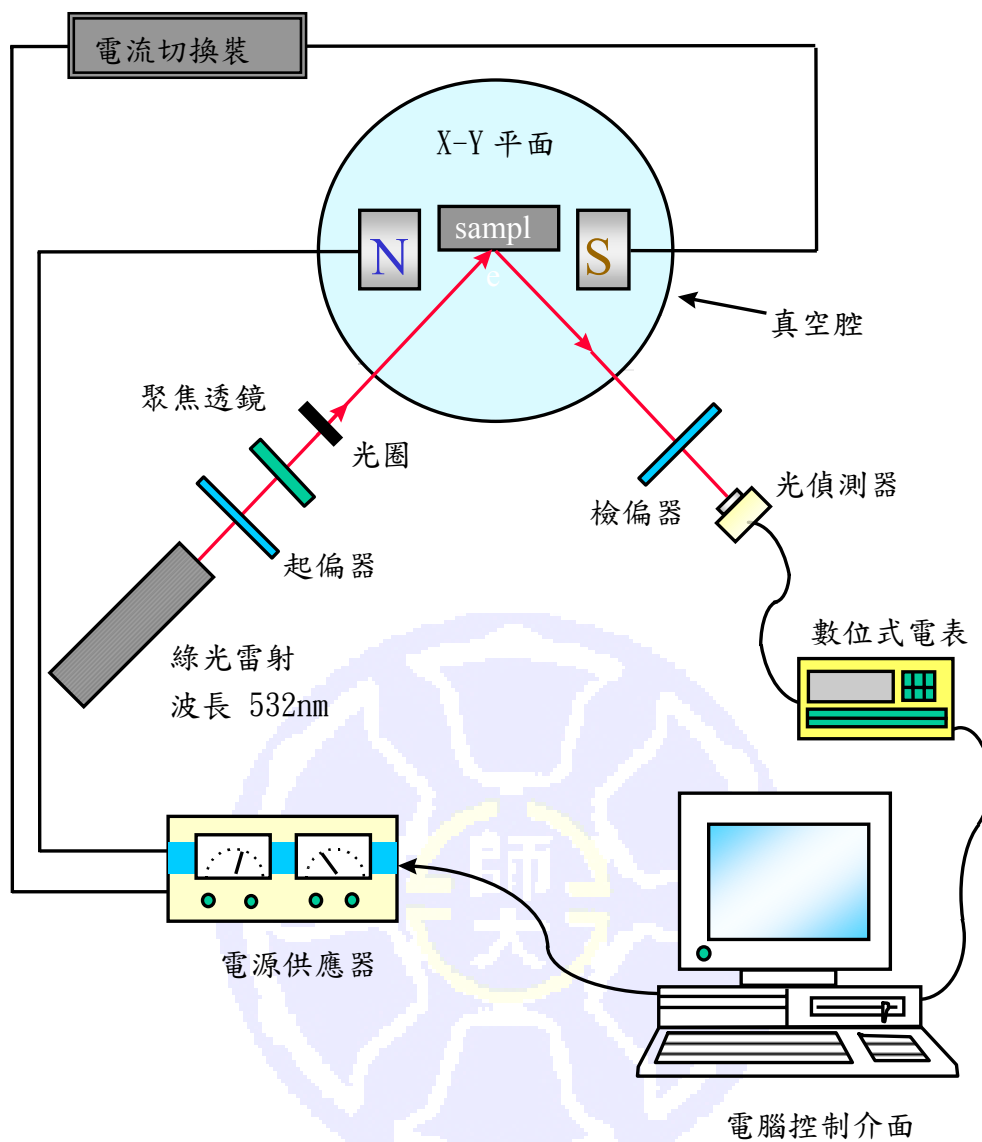 電流切換裝
X-Y 平面
N
sampl
e
S
真空腔
聚焦透鏡
光圈
起偏器
檢偏器
光偵測器
綠光雷射
波長 532nm
數位式電表
師
大
電源供應器
電腦控制介面